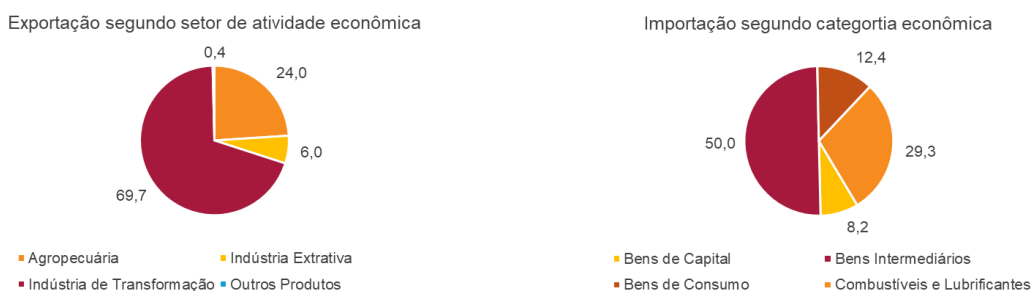 Exportação segundo setor de atividade econômica
0,4
24,0
6,0
69,7
Agropecuária
Indústria Extrativa
Indústria de Transformação
Outros Produtos
Importação segundo categortia econômica
12,4
50,0
29,3
8,2
Bens de Capital
Bens Intermediários
Bens de Consumo
Combustíveis e Lubrificantes